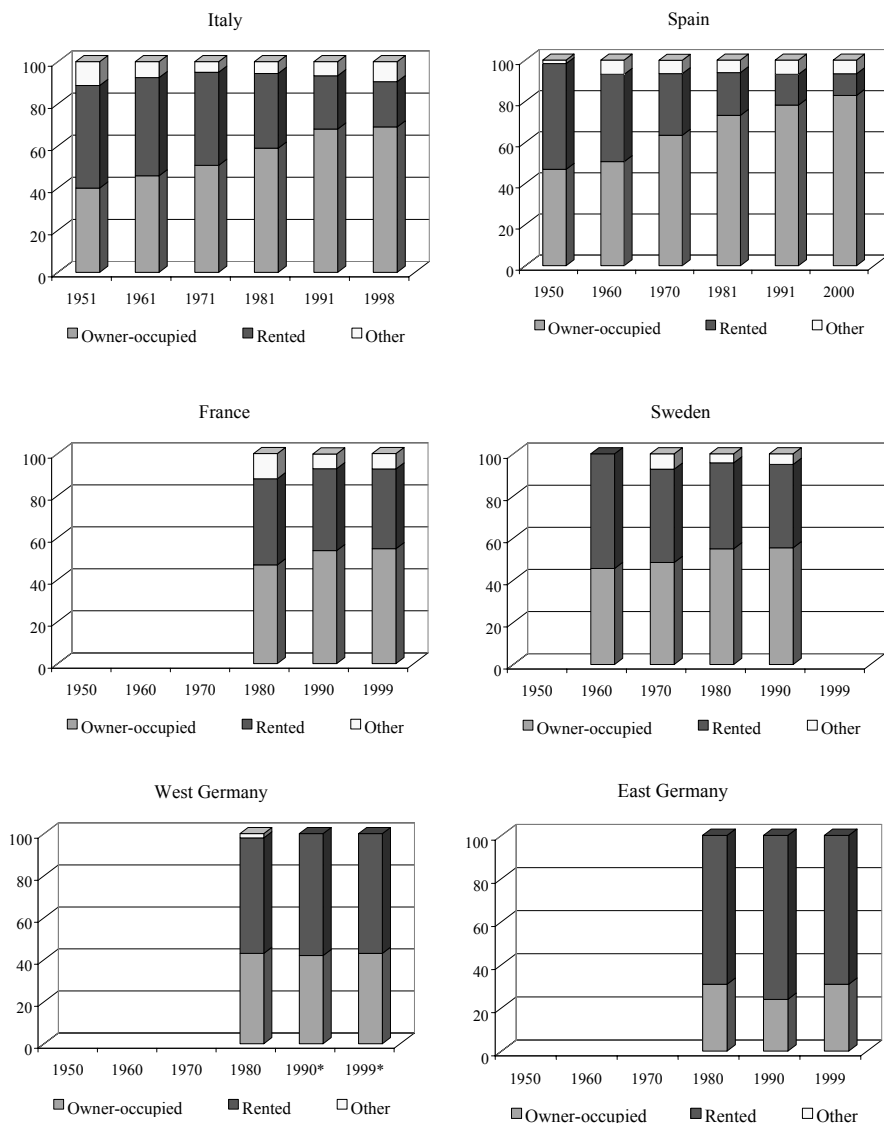 Italy
100
80
60
40
20
0
1951 1961 1971 1981 1991 1998
Owner-occupied Rented Other
Spain
100
80
60
40
20
0
1950 1960 1970 1981 1991 2000
Owner-occupied Rented Other
France
100
80
60
40
20
0
1950 1960 1970 1980 1990 1999
Owner-occupied Rented Other
Sweden
100
80
60
40
20
0
1950 1960 1970 1980 1990 1999
Owner-occupied Rented Other
West Germany
100
80
60
40
20
0
1950 1960 1970 1980 1990* 1999*
Owner-occupied Rented Other
East Germany
100
80
60
40
20
0
1950 1960 1970 1980 1990 1999
Owner-occupied Rented Other